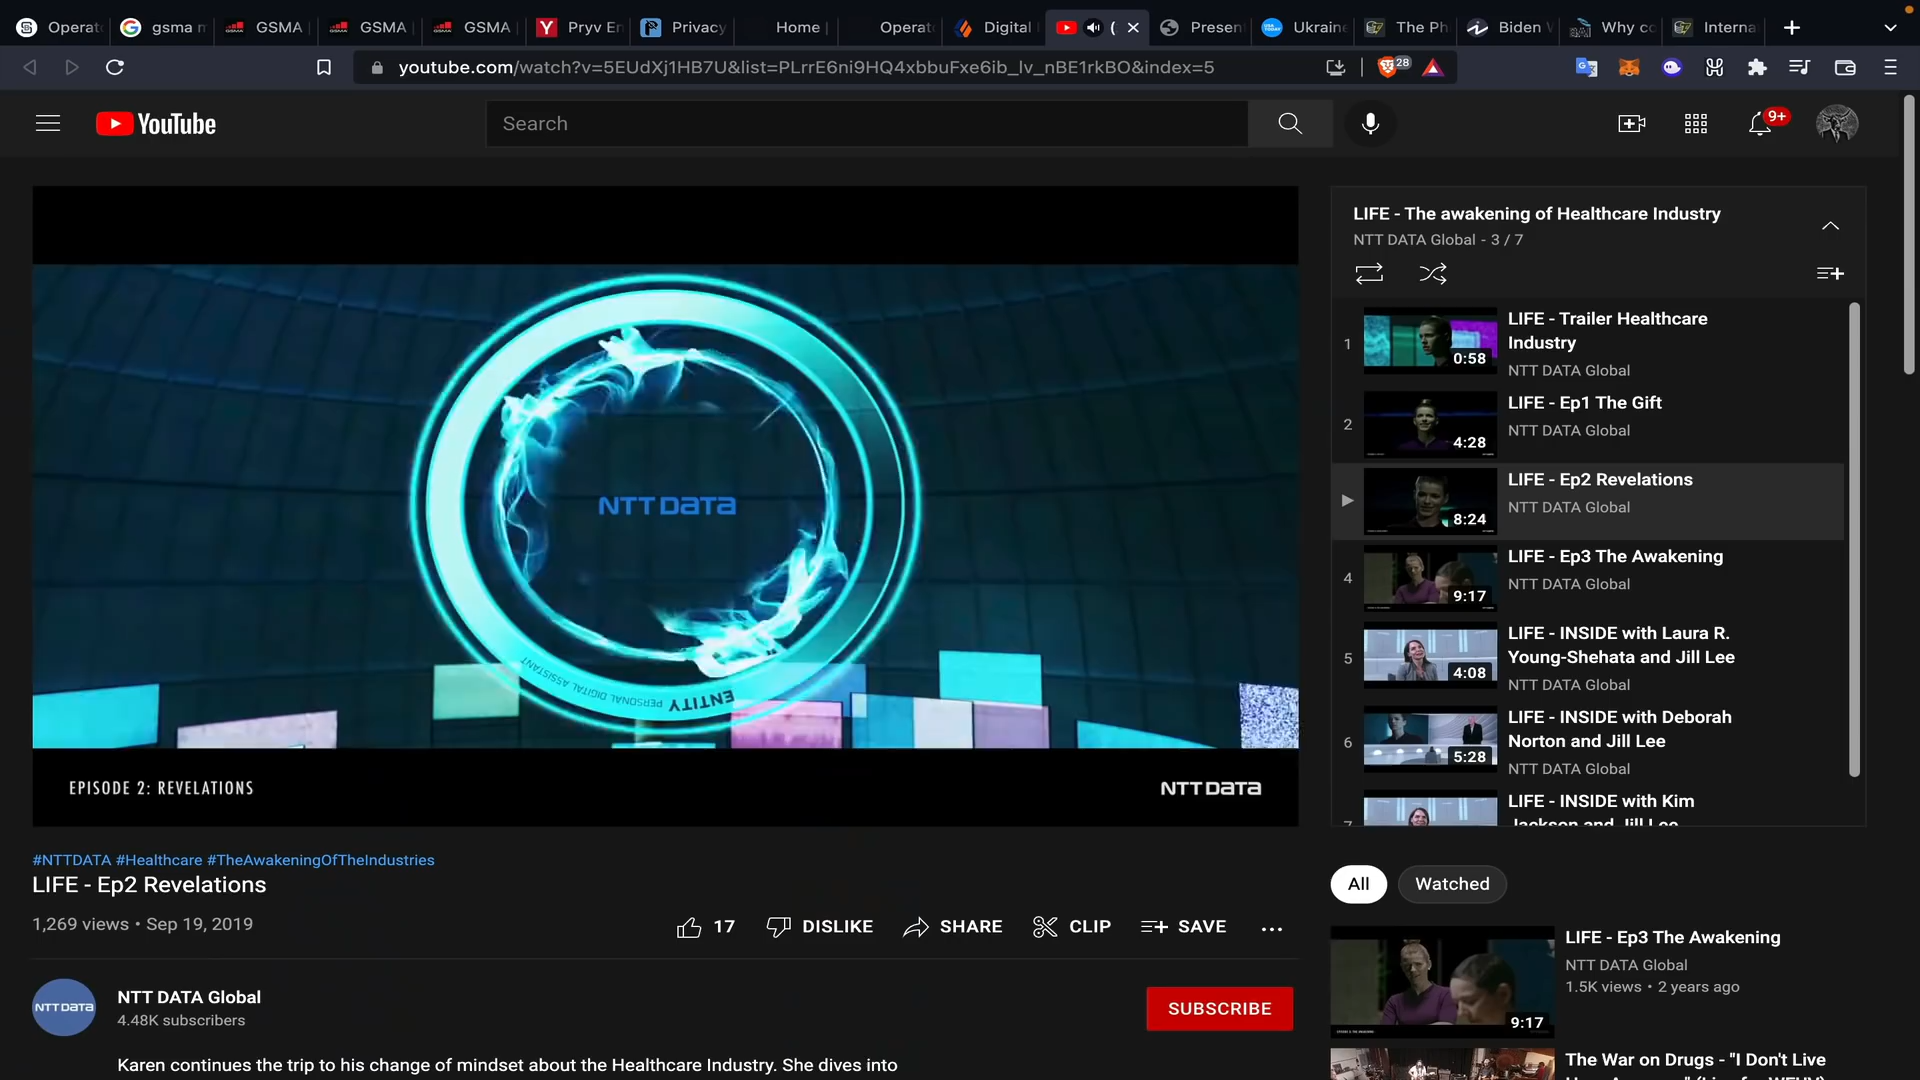 Operat
gsma m
GSMA
GSMA
GSMA
Pryv En
Privacy
Home
Operat
Digital
(
Presen
Ukraine
The Ph
Biden
Why co
Interna
youtube.com/watch?v=5EUdXj1HB7U&list=PLrrE6ni9HQ4xbbuFxe6ib_lv_nBE1rkBO&index=5
28
YouTube
Search
9+
NTT DATA
ENTITY PERSONAL DIGITAL ASSISTANT
EPISODE 2: REVELATIONS
NTT DATA
#NTTDATA #Healthcare #TheAwakeningOfTheIndustries
LIFE - Ep2 Revelations
1,269 views • Sep 19, 2019
17
DISLIKE
SHARE
CLIP
SAVE
NTT DATA
NTT DATA Global
4.48K subscribers
SUBSCRIBE
Karen continues the trip to his change of mindset about the Healthcare Industry. She dives into
LIFE - The awakening of Healthcare Industry
NTT DATA Global - 3 / 7
1
0:58
LIFE - Trailer Healthcare
Industry
NTT DATA Global
2
4:28
LIFE - Ep1 The Gift
NTT DATA Global
8:24
LIFE - Ep2 Revelations
NTT DATA Global
4
9:17
LIFE - Ep3 The Awakening
NTT DATA Global
5
4:08
LIFE - INSIDE with Laura R.
Young-Shehata and Jill Lee
NTT DATA Global
6
5:28
LIFE - INSIDE with Deborah
Norton and Jill Lee
NTT DATA Global
7
LIFE - INSIDE with Kim
Jackson and Jill Lee
All
Watched
9:17
LIFE - Ep3 The Awakening
NTT DATA Global
1.5K views • 2 years ago
The War on Drugs - "I Don't Live